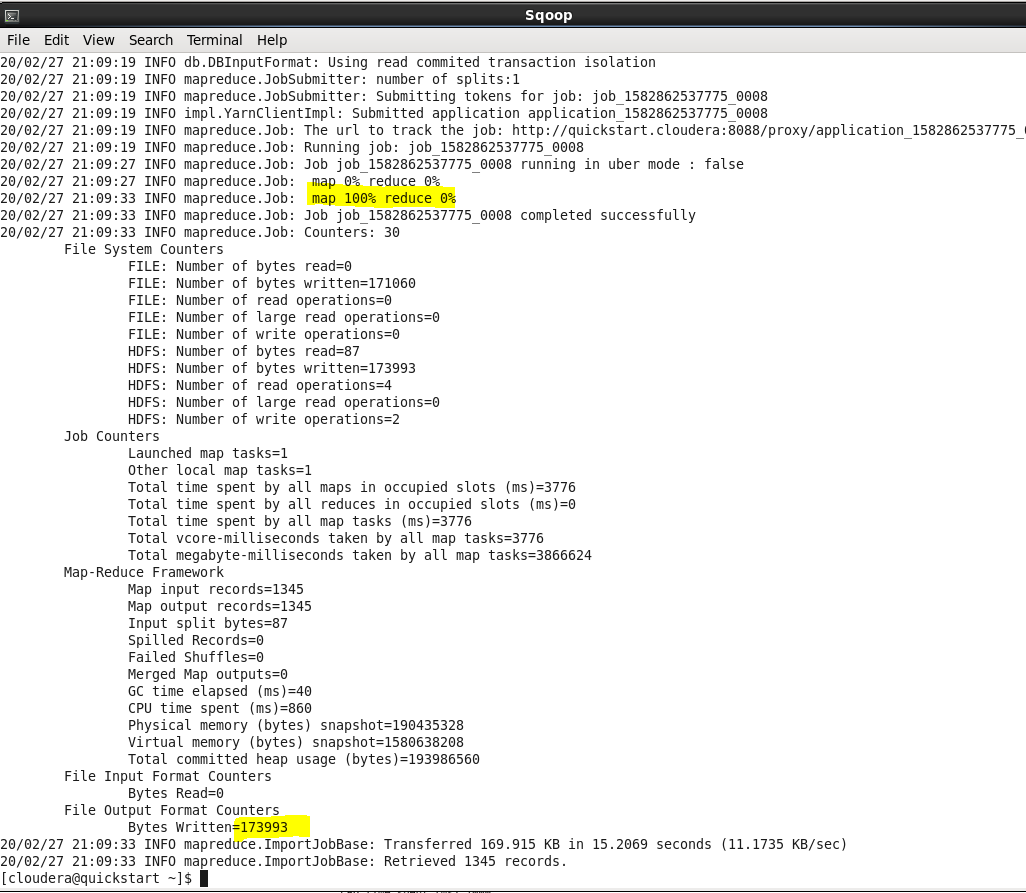 Sqoop
File Edit View Search Terminal Help
20/02/27 21:09:19 INFO db.DBInputFormat: Using read commited transaction isolation
20/02/27 21:09:19 INFO mapreduce.JobSubmitter: number of splits:1
20/02/27 21:09:19 INFO mapreduce.JobSubmitter: Submitting tokens for job: job_1582862537775_0008
20/02/27 21:09:19 INFO impl.YarnClientImpl: Submitted application application_1582862537775_0008
20/02/27 21:09:19 INFO mapreduce.Job: The url to track the job: http://quickstart.cloudera:8088/proxy/application_1582862537775_
20/02/27 21:09:19 INFO mapreduce.Job: Running job: job_1582862537775_0008
20/02/27 21:09:27 INFO mapreduce.Job: Job job_1582862537775_0008 running in uber mode : false
20/02/27 21:09:27 INFO mapreduce.Job:  map 0% reduce 0%
20/02/27 21:09:33 INFO mapreduce.Job:  map 100% reduce 0%
20/02/27 21:09:33 INFO mapreduce.Job: Job job_1582862537775_0008 completed successfully
20/02/27 21:09:33 INFO mapreduce.Job: Counters: 30
File System Counters
FILE: Number of bytes read=0
FILE: Number of bytes written=171060
FILE: Number of read operations=0
FILE: Number of large read operations=0
FILE: Number of write operations=0
HDFS: Number of bytes read=87
HDFS: Number of bytes written=173993
HDFS: Number of read operations=4
HDFS: Number of large read operations=0
HDFS: Number of write operations=2
Job Counters
Launched map tasks=1
Other local map tasks=1
Total time spent by all maps in occupied slots (ms)=3776
Total time spent by all reduces in occupied slots (ms)=0
Total time spent by all map tasks (ms)=3776
Total vcore-milliseconds taken by all map tasks=3776
Total megabyte-milliseconds taken by all map tasks=3866624
Map-Reduce Framework
Map input records=1345
Map output records=1345
Input split bytes=87
Spilled Records=0
Failed Shuffles=0
Merged Map outputs=0
GC time elapsed (ms)=40
CPU time spent (ms)=860
Physical memory (bytes) snapshot=190435328
Virtual memory (bytes) snapshot=1580638208
Total committed heap usage (bytes)=193986560
File Input Format Counters
Bytes Read=0
File Output Format Counters
Bytes Written=173993
20/02/27 21:09:33 INFO mapreduce.ImportJobBase: Transferred 169.915 KB in 15.2069 seconds (11.1735 KB/sec)
20/02/27 21:09:33 INFO mapreduce.ImportJobBase: Retrieved 1345 records.
[cloudera@quickstart ~]$